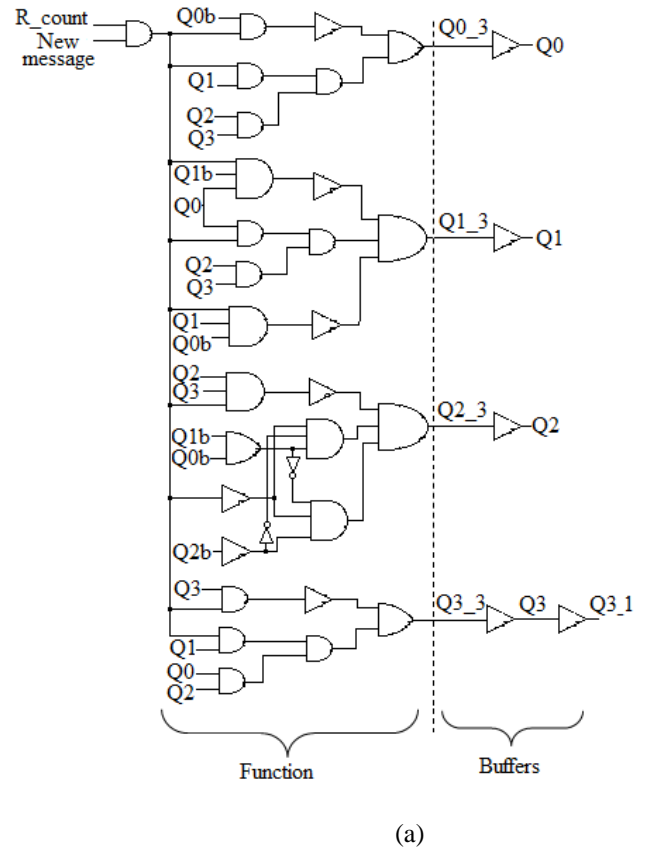 R_count
New
message
Q0b
Q0_3
Q0
Q1
Q2
Q3
Q1b
Q0
Q1_3
Q1
Q2
Q3
Q1
Q0b
Q2
Q3
Q2_3
Q2
Q1b
Q0b
Q2b
Q3
Q3_3
Q3
Q3_1
Q1
Q0
Q2
Function
Buffers
(a)